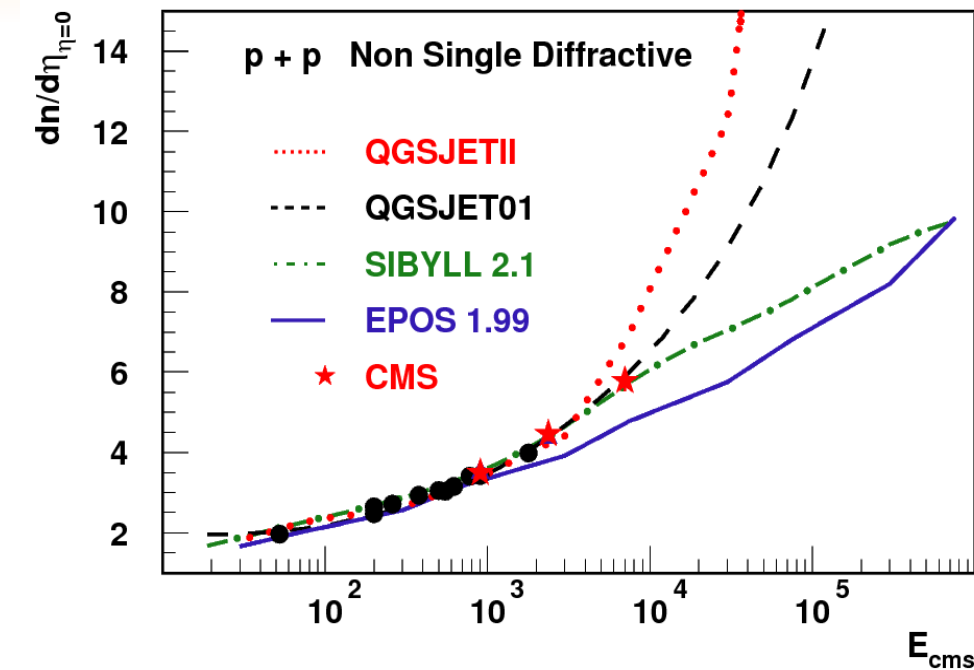 dn/dη η=0
p + p Non Single Diffractive
QGSJETII
QGSJET01
SIBYLL 2.1
EPOS 1.99
CMS
14
12
10
8
6
4
2
10² 10³ 10⁴ 10⁵
E_cms